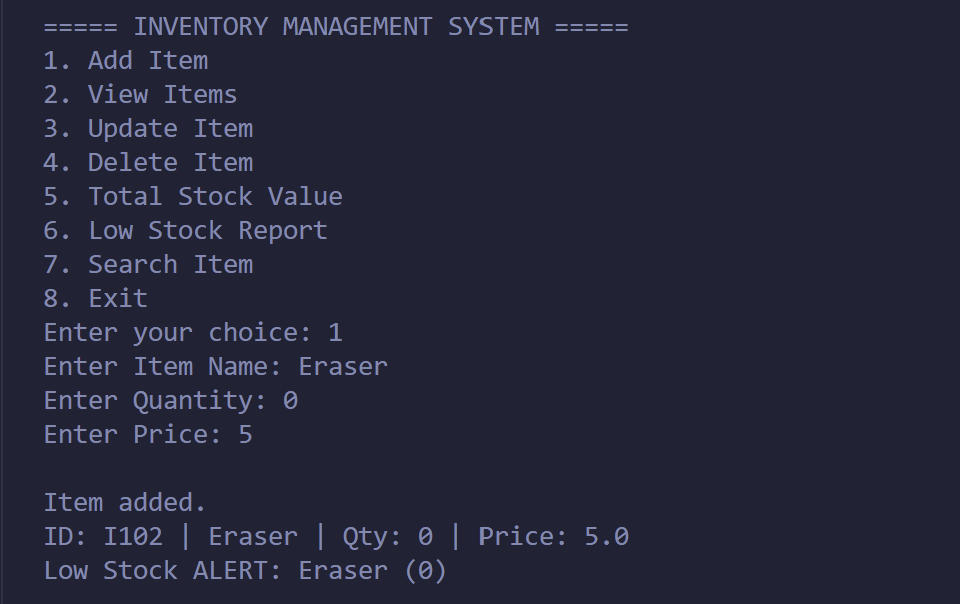 ===== INVENTORY MANAGEMENT SYSTEM =====
1. Add Item
2. View Items
3. Update Item
4. Delete Item
5. Total Stock Value
6. Low Stock Report
7. Search Item
8. Exit
Enter your choice: 1
Enter Item Name: Eraser
Enter Quantity: 0
Enter Price: 5
Item added.
ID: I102 | Eraser | Qty: 0 | Price: 5.0
Low Stock ALERT: Eraser (0)